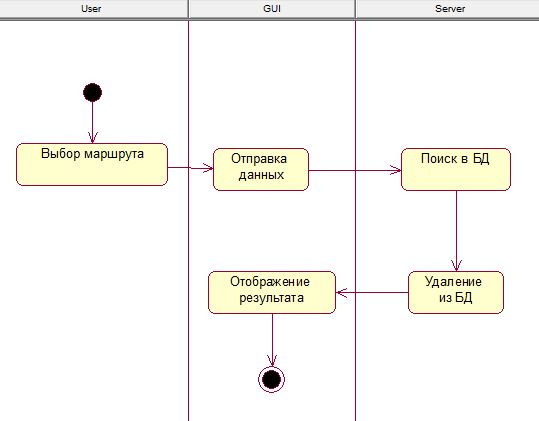 User
GUI
Server
Выбор маршрута
Отправка
данных
Поиск в БД
Отображение
результата
Удаление
из БД